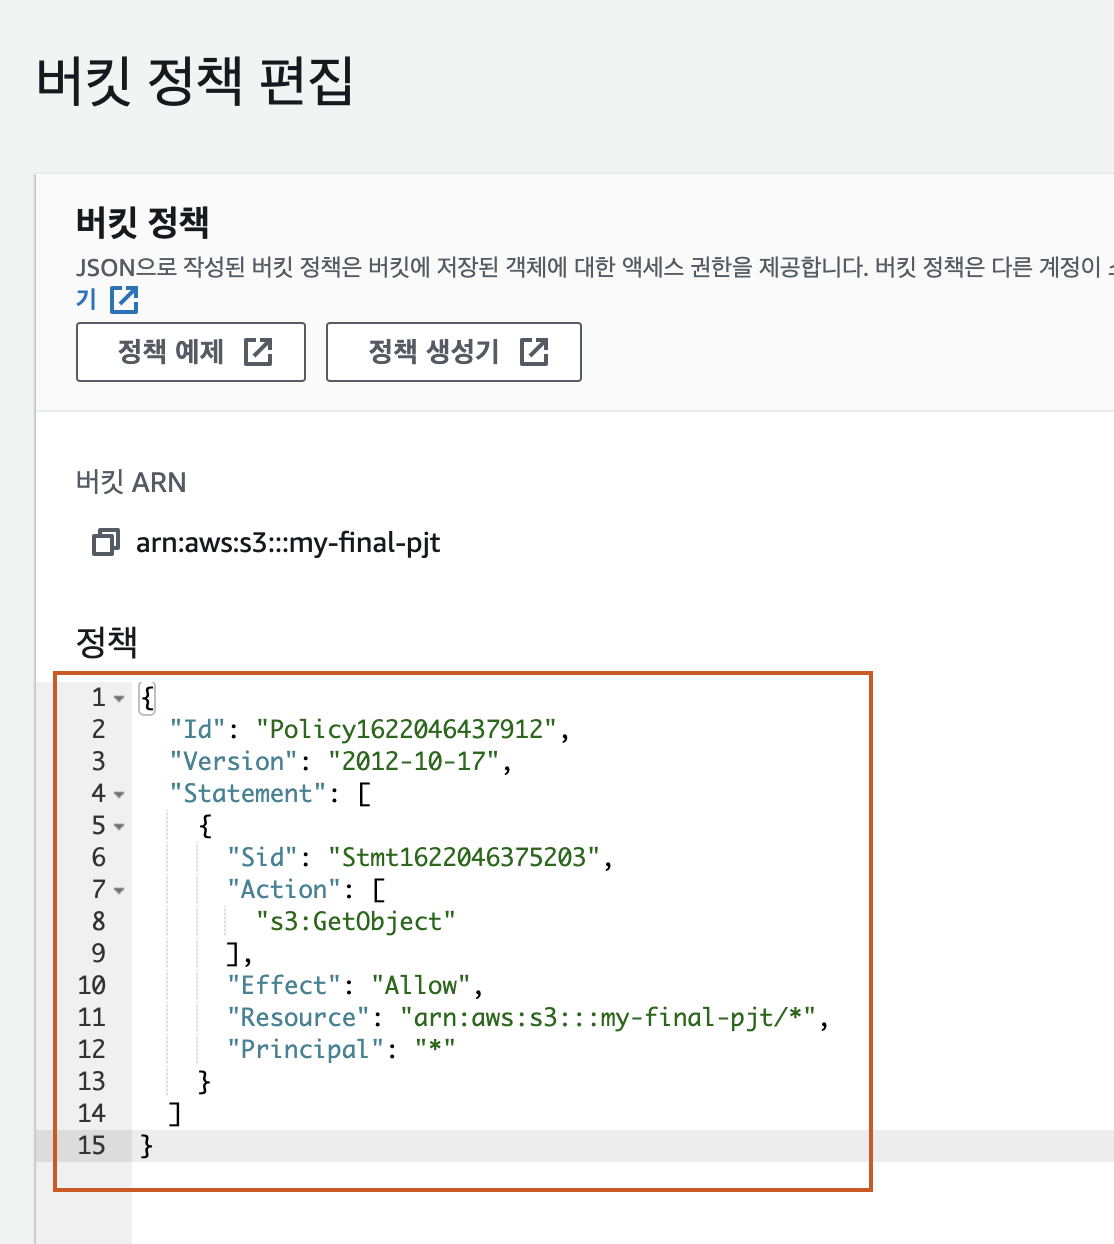 버킷 정책 편집
버킷 정책
JSON으로 작성된 버킷 정책은 버킷에 저장된 객체에 대한 액세스 권한을 제공합니다. 버킷 정책은 다른 계정이
기
정책 예제
정책 생성기
버킷 ARN
arn:aws:s3:::my-final-pjt
정책
1 {
2 "Id": "Policy1622046437912",
3 "Version": "2012-10-17",
4 "Statement": [
5 {
6 "Sid": "Stmt1622046375203",
7 "Action": [
8 "s3:GetObject"
9 ],
10 "Effect": "Allow",
11 "Resource": "arn:aws:s3:::my-final-pjt/*",
12 "Principal": "*"
13 }
14 ]
15 }